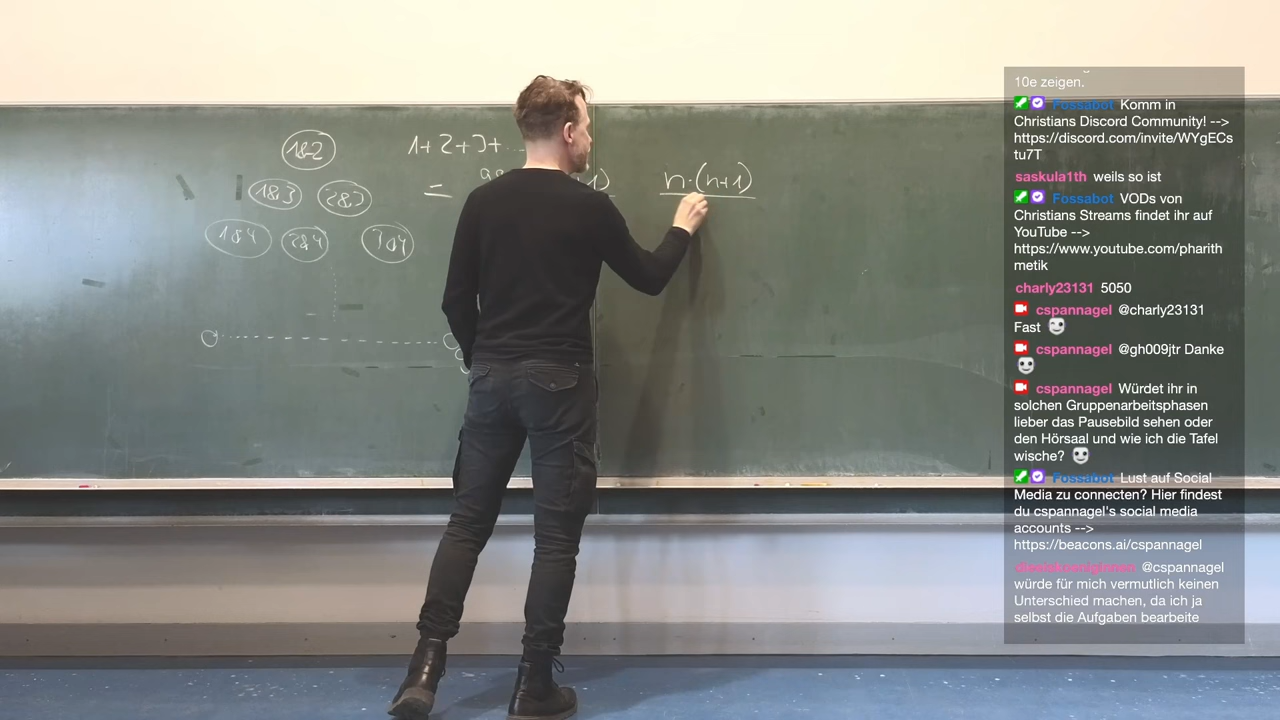 1&2
1&3 2&3
1&4 2&4 3&4
1+2+3+...
=
1)
n·(n+1)
10e zeigen.
Fossabot Komm in
Christians Discord Community! -->
https://discord.com/invite/WYgECs
tu7T
saskula1th weils so ist
Fossabot VODs von
Christians Streams findet ihr auf
YouTube -->
https://www.youtube.com/pharith
metik
charly23131 5050
cspannagel @charly23131
Fast
cspannagel @gh009jtr Danke
cspannagel Würdet ihr in
solchen Gruppenarbeitsphasen
lieber das Pausebild sehen oder
den Hörsaal und wie ich die Tafel
wische?
Fossabot Lust auf Social
Media zu connecten? Hier findest
du cspannagel's social media
accounts -->
https://beacons.ai/cspannagel
@cspannagel
würde für mich vermutlich keinen
Unterschied machen, da ich ja
selbst die Aufgaben bearbeite